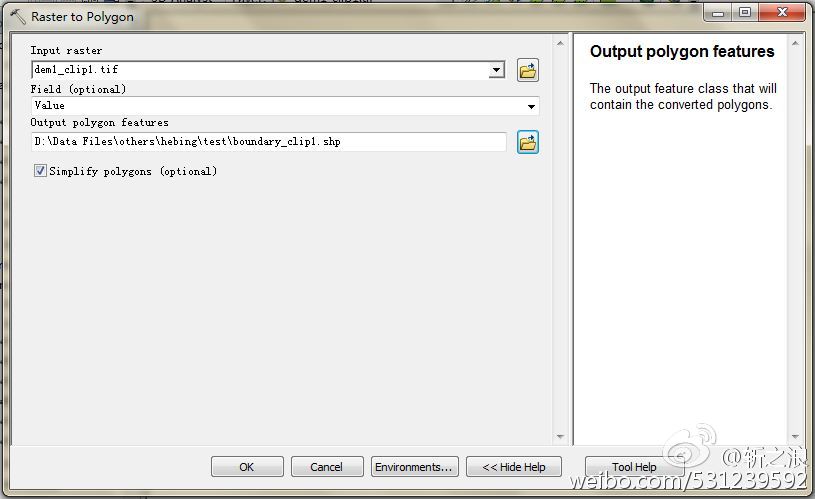 Raster to Polygon
Input raster
dem1_clip1.tif
Field (optional)
Value
Output polygon features
D:\Data Files\others\hebing\test\boundary_clip1.shp
Simplify polygons (optional)
Output polygon features
The output feature class that will
contain the converted polygons.
OK
Cancel
Environments...
<< Hide Help
Tool Help
@斩之浪
weibo.com/531239592